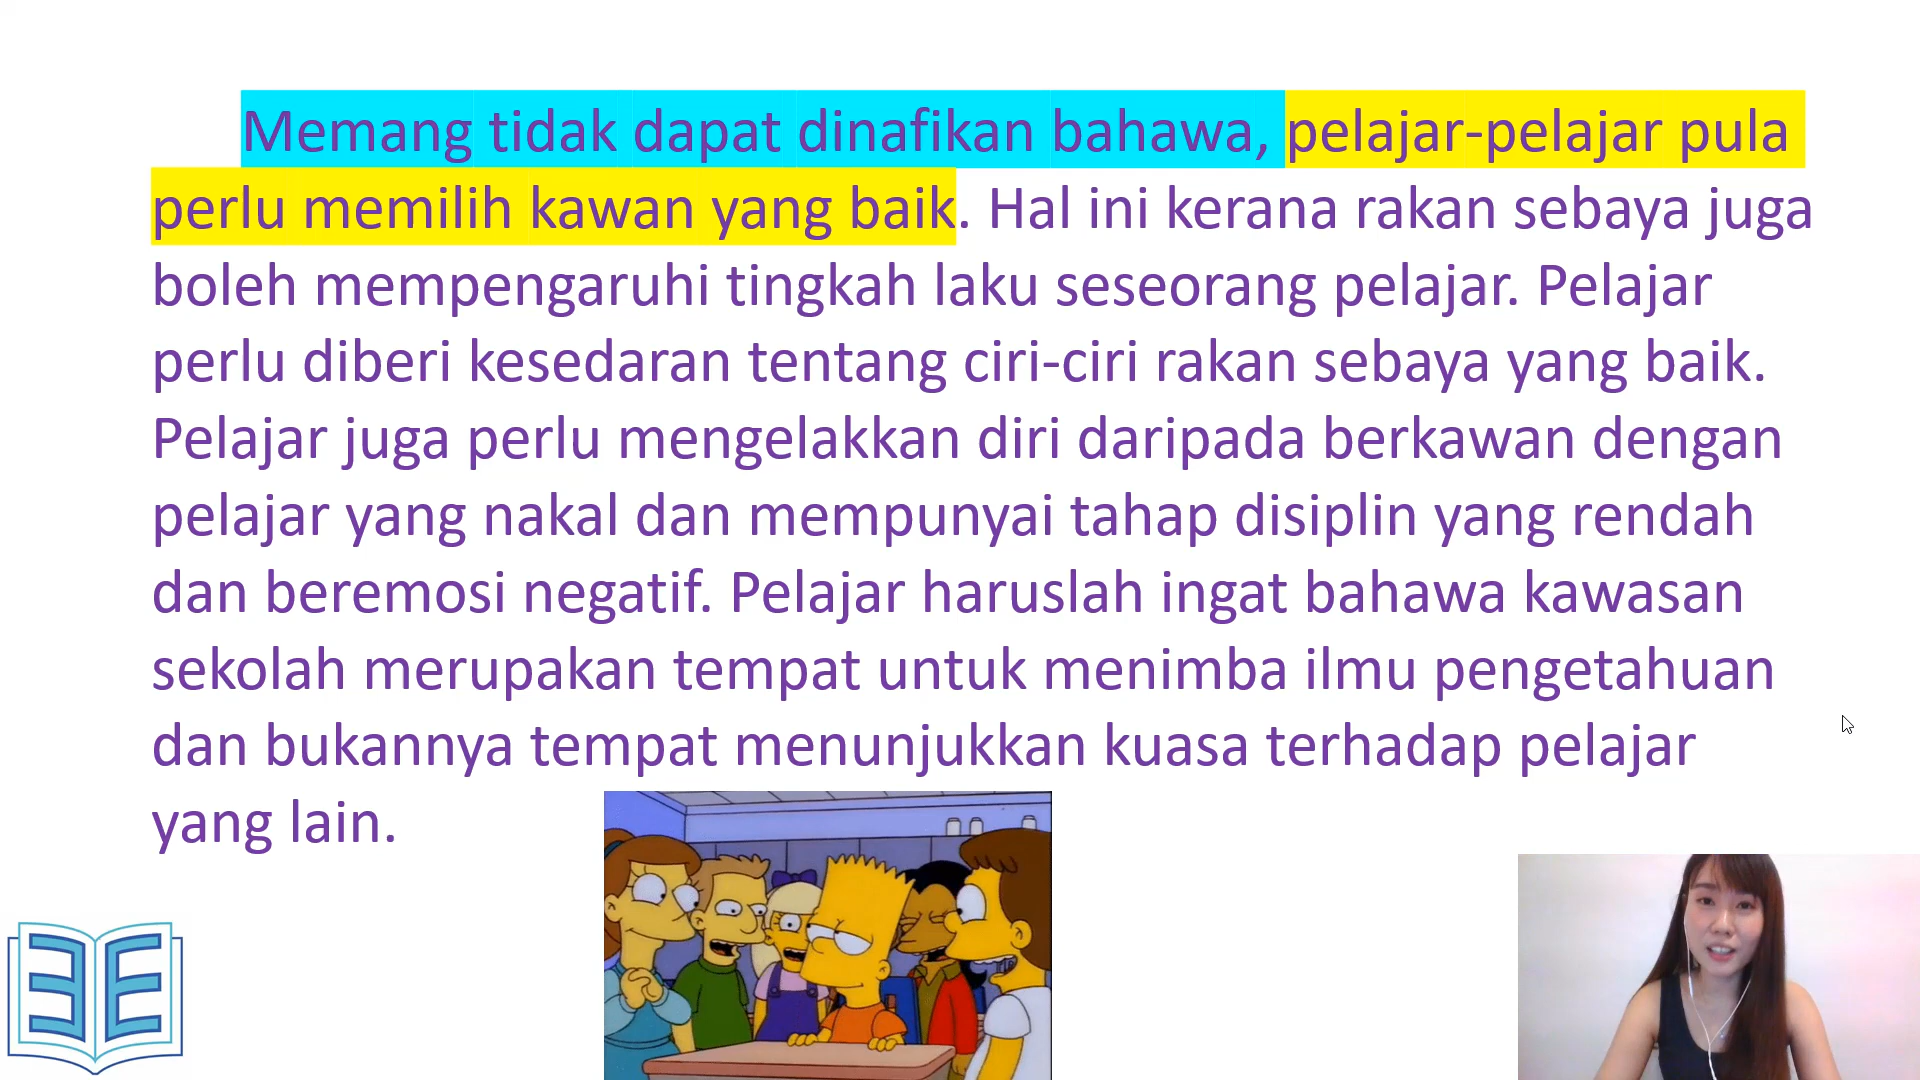 Memang tidak dapat dinafikan bahawa, pelajar-pelajar pula
perlu memilih kawan yang baik. Hal ini kerana rakan sebaya juga
boleh mempengaruhi tingkah laku seseorang pelajar. Pelajar
perlu diberi kesedaran tentang ciri-ciri rakan sebaya yang baik.
Pelajar juga perlu mengelakkan diri daripada berkawan dengan
pelajar yang nakal dan mempunyai tahap disiplin yang rendah
dan beremosi negatif. Pelajar haruslah ingat bahawa kawasan
sekolah merupakan tempat untuk menimba ilmu pengetahuan
dan bukannya tempat menunjukkan kuasa terhadap pelajar
yang lain.